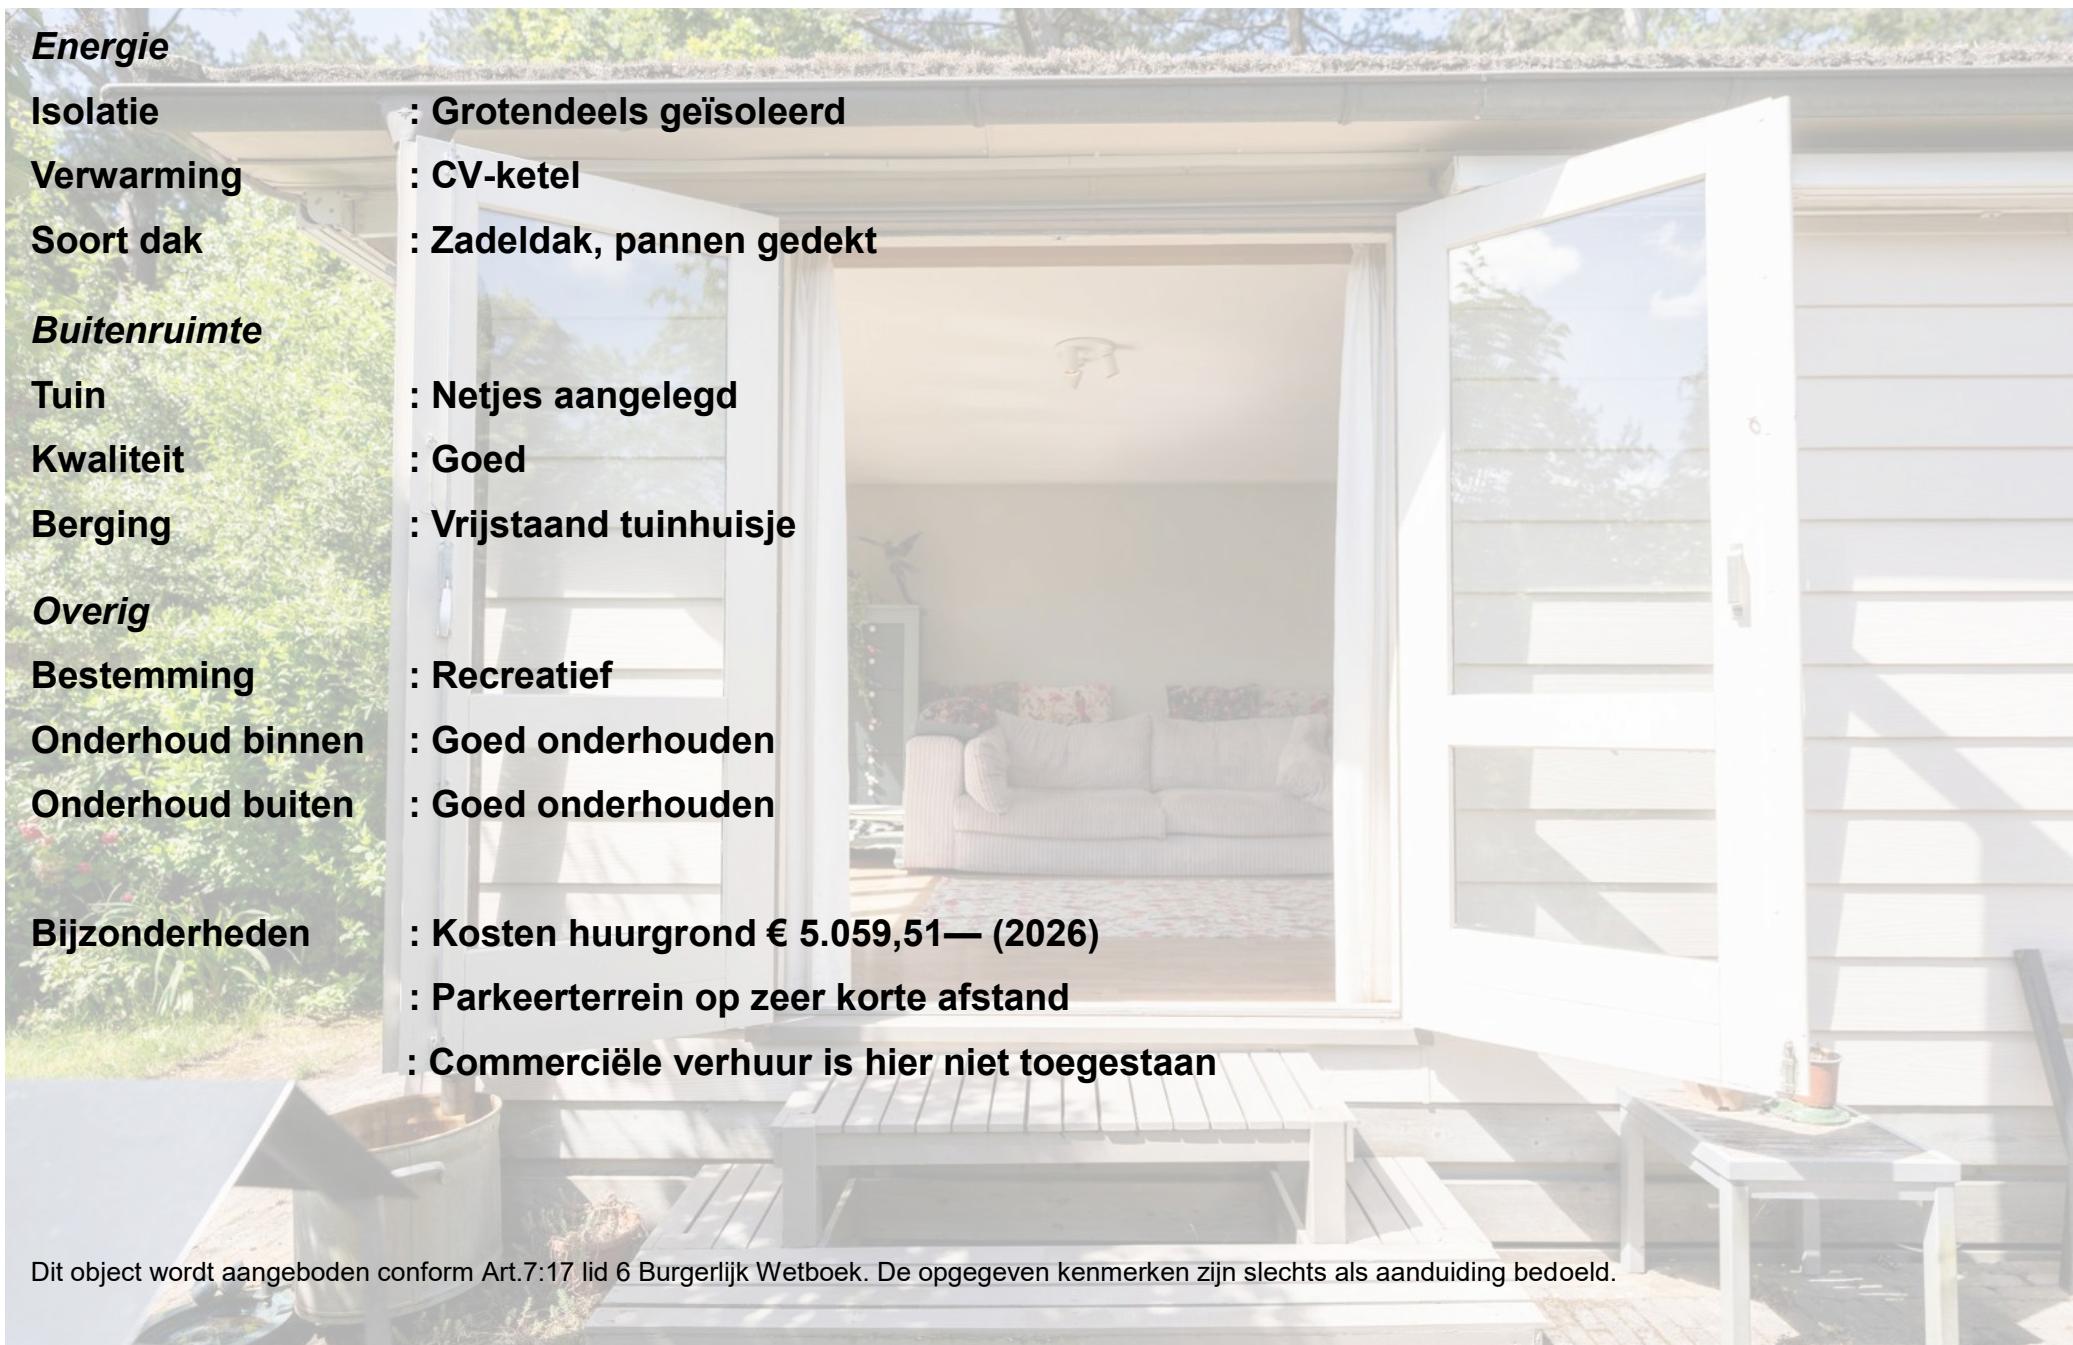 Energie
Isolatie : Grotendeels geïsoleerd
Verwarming : CV-ketel
Soort dak : Zadeldak, pannen gedekt
Buitenruimte
Tuin : Netjes aangelegd
Kwaliteit : Goed
Berging : Vrijstaand tuinhuisje
Overig
Bestemming : Recreatief
Onderhoud binnen : Goed onderhouden
Onderhoud buiten : Goed onderhouden
Bijzonderheden : Kosten huurgrond € 5.059,51— (2026)
: Parkeerterrein op zeer korte afstand
: Commerciële verhuur is hier niet toegestaan
Dit object wordt aangeboden conform Art.7:17 lid 6 Burgerlijk Wetboek. De opgegeven kenmerken zijn slechts als aanduiding bedoeld.